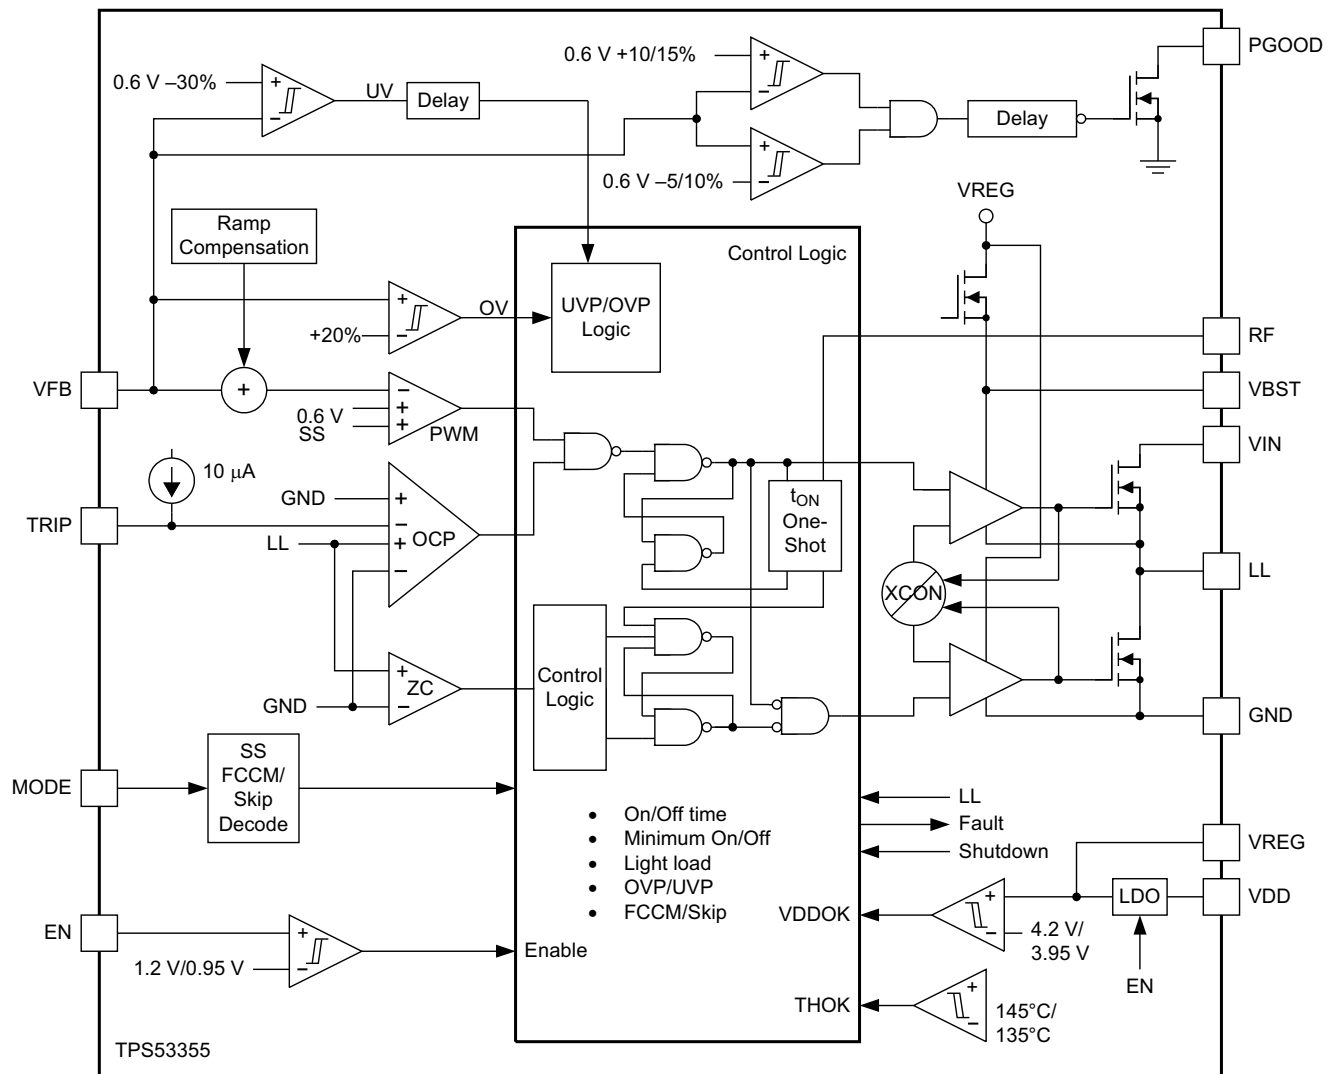 PGOOD
0.6 V +10/15%
+
−
0.6 V –30%
+
−
UV
Delay
Delay
+
−
0.6 V –5/10%
VREG
Ramp
Compensation
Control Logic
UVP/OVP
Logic
+
−
OV
+20%
RF
VFB
+
−
+
+
0.6 V
SS
PWM
VBST
VIN
10 µA
GND
+
TRIP
−
OCP
LL
+
−
tON
One-
Shot
LL
XCON
Control
Logic
+
ZC
−
GND
GND
MODE
SS
FCCM/
Skip
Decode
• On/Off time
• Minimum On/Off
• Light load
• OVP/UVP
• FCCM/Skip
LL
Fault
Shutdown
VREG
LDO
VDD
VDDOK
+
−
4.2 V/
3.95 V
EN
EN
+
−
1.2 V/0.95 V
Enable
THOK
+
−
145°C/
135°C
TPS53355